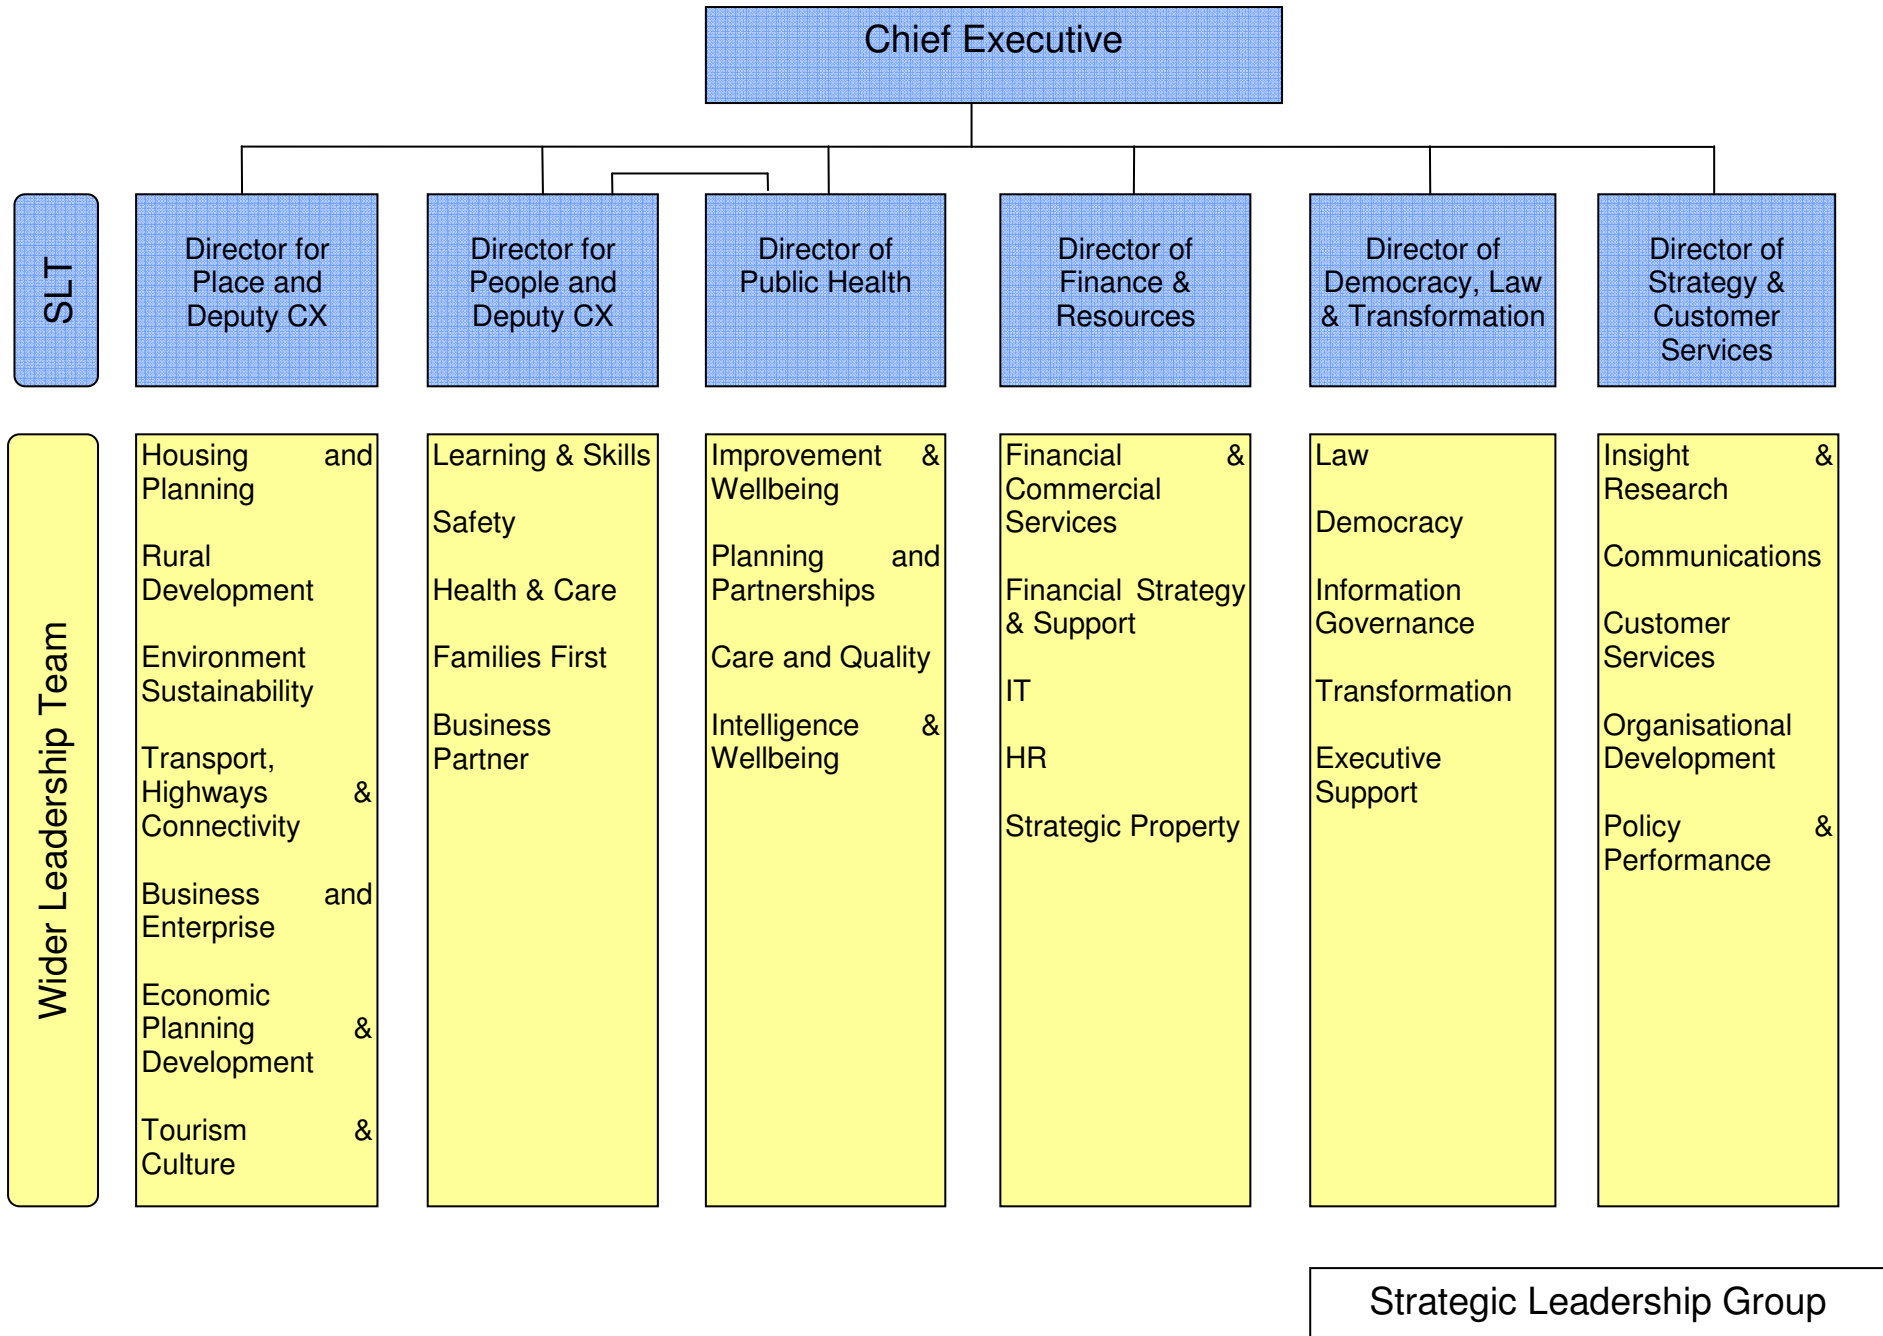 Chief Executive
SLT
Director for
Place and
Deputy CX
Director for
People and
Deputy CX
Director of
Public Health
Director of
Finance &
Resources
Director of
Democracy, Law
& Transformation
Director of
Strategy &
Customer
Services
Wider Leadership Team
Housing and
Planning
Rural
Development
Environment
Sustainability
Transport,
Highways &
Connectivity
Business and
Enterprise
Economic
Planning &
Development
Tourism &
Culture
Learning & Skills
Safety
Health & Care
Families First
Business
Partner
Improvement &
Wellbeing
Planning and
Partnerships
Care and Quality
Intelligence &
Wellbeing
Financial &
Commercial
Services
Financial Strategy
& Support
IT
HR
Strategic Property
Law
Democracy
Information
Governance
Transformation
Executive
Support
Insight &
Research
Communications
Customer
Services
Organisational
Development
Policy &
Performance
Strategic Leadership Group